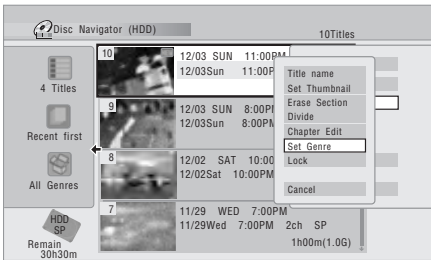 Disc Navigator (HDD)
10Titles
4 Titles
Recent first
All Genres
HDD
SP
Remain
30h30m
10
12/03 SUN 11:00PM
12/03Sun 11:00P
9
12/03 SUN 8:00PM
12/03Sun 8:00PM
8
12/02 SAT 10:00
12/02Sat 10:00PM
7
11/29 WED 7:00PM
11/29Wed 7:00PM 2ch SP
1h00m(1.0G)
Title name
Set Thumbnail
Erase Section
Divide
Chapter Edit
Set Genre
Lock
Cancel